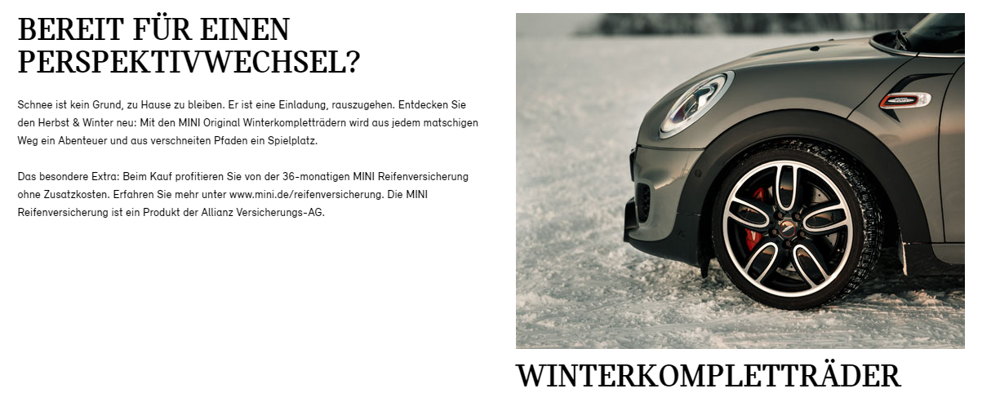 BEREIT FÜR EINEN
PERSPEKTIVWECHSEL?
Schnee ist kein Grund, zu Hause zu bleiben. Er ist eine Einladung, rauszugehen. Entdecken Sie
den Herbst & Winter neu: Mit den MINI Original Winterkompletträdern wird aus jedem matschigen
Weg ein Abenteuer und aus verschneiten Pfaden ein Spielplatz.
Das besondere Extra: Beim Kauf profitieren Sie von der 36-monatigen MINI Reifenversicherung
ohne Zusatzkosten. Erfahren Sie mehr unter www.mini.de/reifenversicherung. Die MINI
Reifenversicherung ist ein Produkt der Allianz Versicherungs-AG.
WINTERKOMPLETTRÄDER